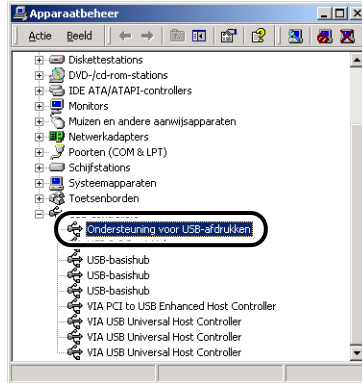 Apparaatbeheer
Actie Beeld
Diskettestations
DVD-/cd-rom-stations
IDE ATA/ATAPI-controllers
Monitors
Muizen en andere aanwijsapparaten
Netwerkadapters
Poorten (COM & LPT)
Schijfstations
Systeemapparaten
Toetsenborden
Ondersteuning voor USB-afdrukken
USB-basishub
USB-basishub
USB-basishub
VIA PCI to USB Enhanced Host Controller
VIA USB Universal Host Controller
VIA USB Universal Host Controller
VIA USB Universal Host Controller